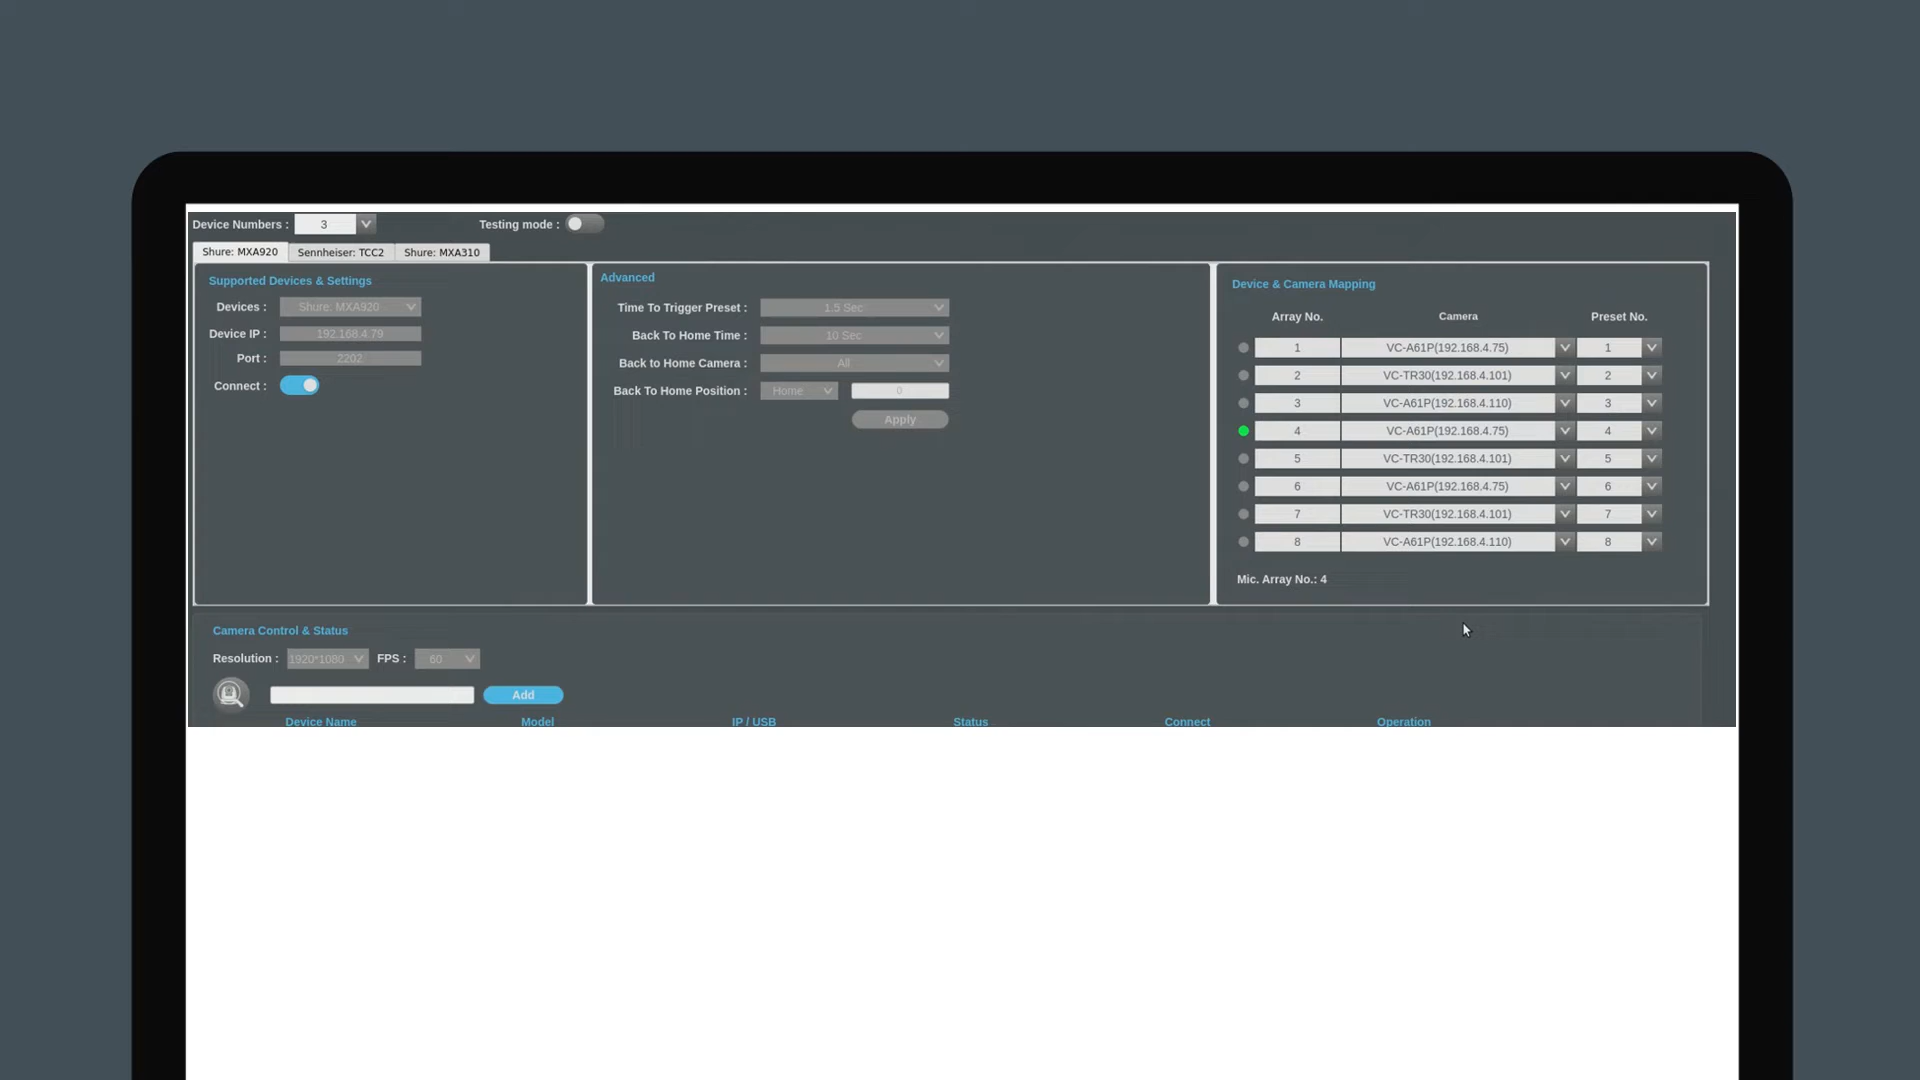 Device Numbers : 3 Testing mode :
Shure: MXA920 Sennheiser: TCC2 Shure: MXA310
Supported Devices & Settings
Devices : Shure: MXA920
Device IP : 192.168.4.79
Port : 2202
Connect :
Advanced
Time To Trigger Preset : 1.5 Sec
Back To Home Time : 10 Sec
Back to Home Camera : All
Back To Home Position : Home 0
Apply
Device & Camera Mapping
Array No. Camera Preset No.
1 VC-A61P(192.168.4.75) 1
2 VC-TR30(192.168.4.101) 2
3 VC-A61P(192.168.4.110) 3
4 VC-A61P(192.168.4.75) 4
5 VC-TR30(192.168.4.101) 5
6 VC-A61P(192.168.4.75) 6
7 VC-TR30(192.168.4.101) 7
8 VC-A61P(192.168.4.110) 8
Mic. Array No.: 4
Camera Control & Status
Resolution : 1920*1080 FPS : 60
Add
Device Name Model IP / USB Status Connect Operation